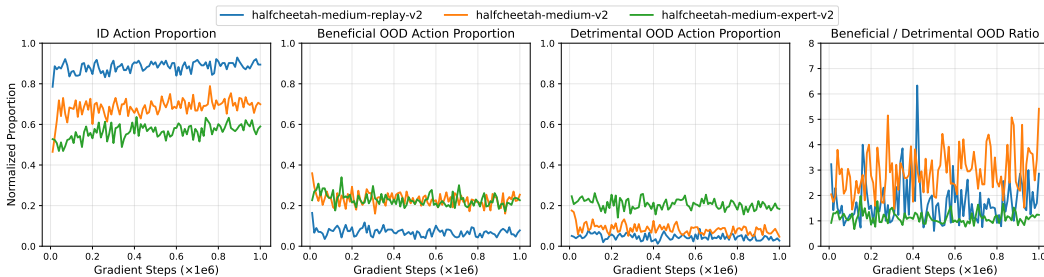 halfcheetah-medium-replay-v2 halfcheetah-medium-v2 halfcheetah-medium-expert-v2
ID Action Proportion
Normalized Proportion
1.0
0.8
0.6
0.4
0.2
0.0
0.0 0.2 0.4 0.6 0.8 1.0
Gradient Steps (×1e6)
Beneficial OOD Action Proportion
1.0
0.8
0.6
0.4
0.2
0.0
0.0 0.2 0.4 0.6 0.8 1.0
Gradient Steps (×1e6)
Detrimental OOD Action Proportion
1.0
0.8
0.6
0.4
0.2
0.0
0.0 0.2 0.4 0.6 0.8 1.0
Gradient Steps (×1e6)
Beneficial / Detrimental OOD Ratio
8
7
6
5
4
3
2
1
0
0.0 0.2 0.4 0.6 0.8 1.0
Gradient Steps (×1e6)